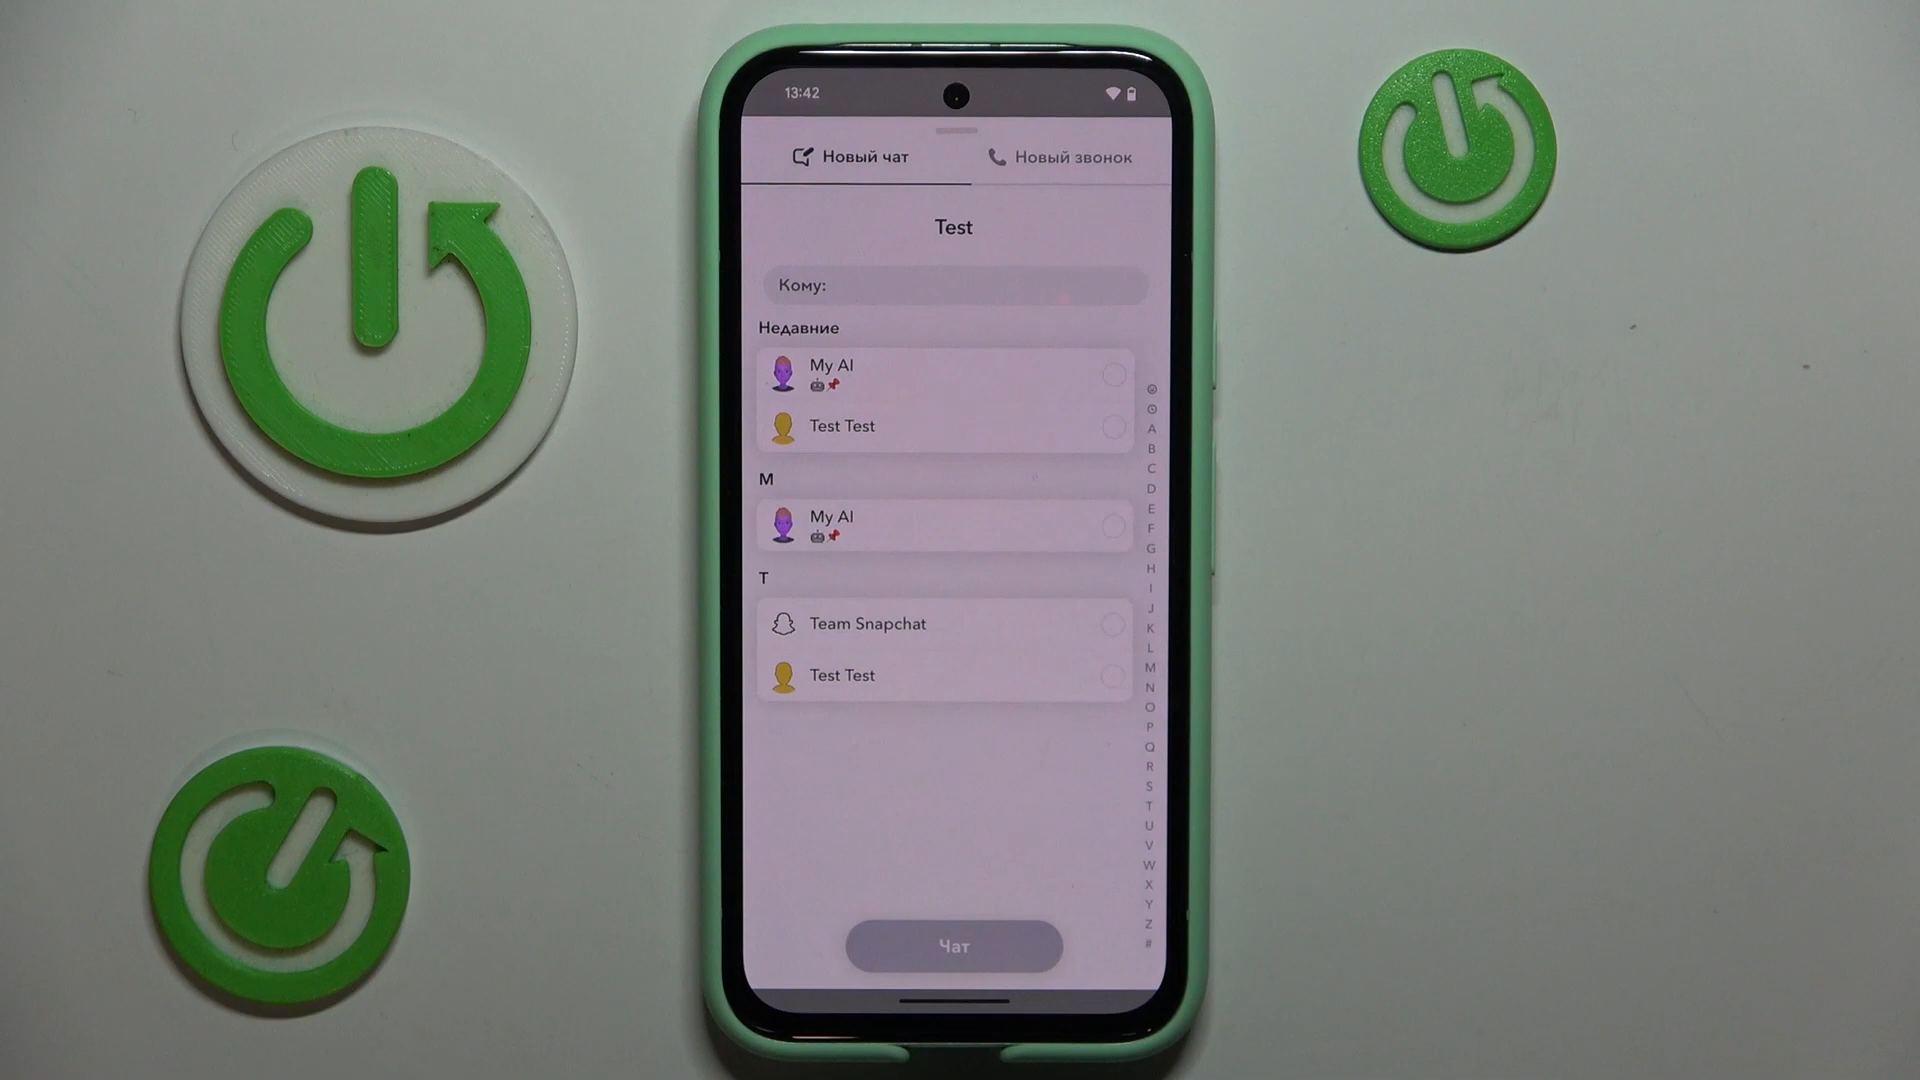 13:42
Новый чат
Новый звонок
Test
Кому:
Недавние
My AI
Test Test
M
My AI
T
Team Snapchat
Test Test
A
B
C
D
E
F
G
H
I
J
K
L
M
N
O
P
Q
R
S
T
U
V
W
X
Y
Z
#
Чат